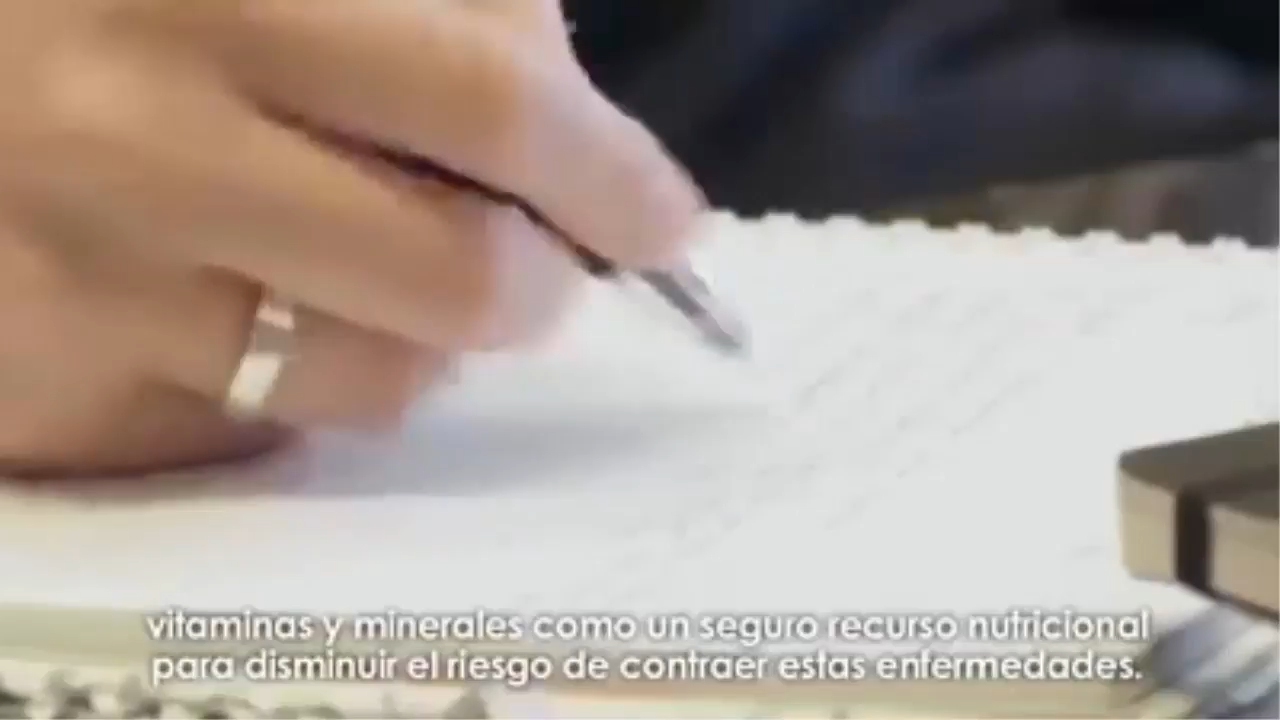 vitaminas y minerales como un seguro recurso nutricional
para disminuir el riesgo de contraer estas enfermedades.